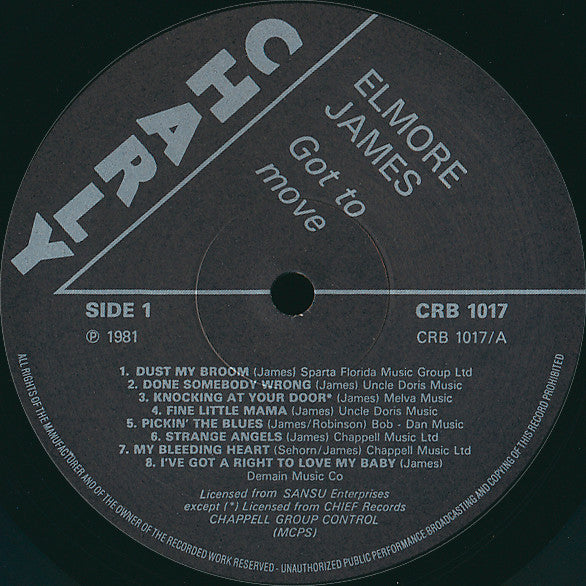 CHARLY
ELMORE
JAMES
Got to
move
SIDE 1
CRB 1017
℗ 1981
CRB 1017/A
1. DUST MY BROOM (James) Sparta Florida Music Group Ltd
2. DONE SOMEBODY WRONG (James) Uncle Doris Music
3. KNOCKING AT YOUR DOOR* (James) Melva Music
4. FINE LITTLE MAMA (James) Uncle Doris Music
5. PICKIN' THE BLUES (James/Robinson) Bob - Dan Music
6. STRANGE ANGELS (James) Chappell Music Ltd
7. MY BLEEDING HEART (Sehorn/James) Chappell Music Ltd
8. I'VE GOT A RIGHT TO LOVE MY BABY (James)
Demain Music Co
Licensed from SANSU Enterprises
except (*) Licensed from CHIEF Records
CHAPPELL GROUP CONTROL
(MCPS)
ALL RIGHTS OF THE MANUFACTURER AND OF THE OWNER OF THE RECORDED WORK RESERVED - UNAUTHORIZED PUBLIC PERFORMANCE BROADCASTING AND COPYING OF THIS RECORD PROHIBITED